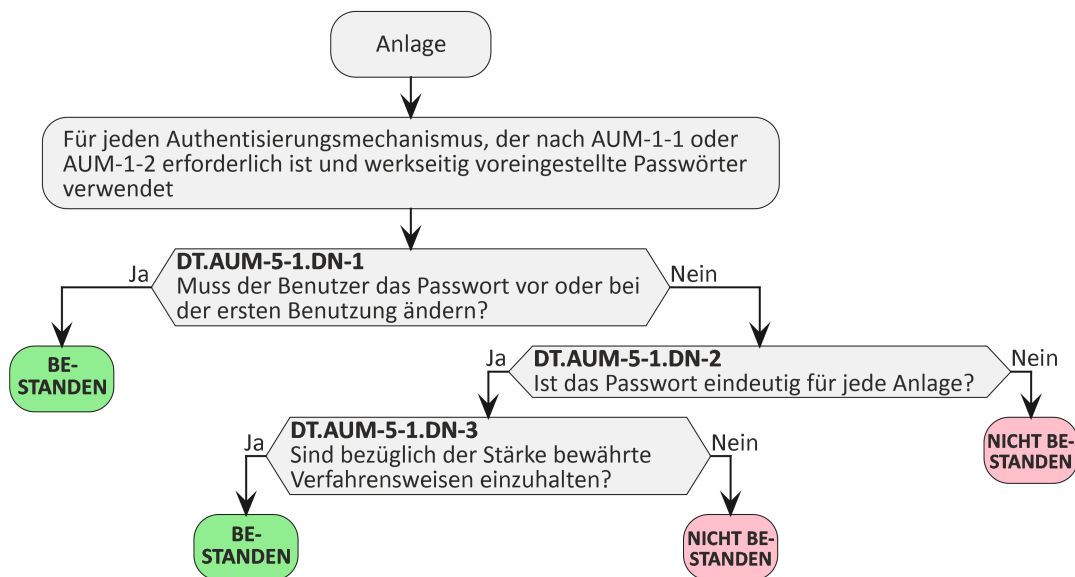 Anlage
Für jeden Authentisierungsmechanismus, der nach AUM-1-1 oder
AUM-1-2 erforderlich ist und werkseitig voreingestellte Passwörter
verwendet
DT.AUM-5-1.DN-1
Ja
Nein
Muss der Benutzer das Passwort vor oder bei
der ersten Benutzung ändern?
BE-
STANDEN
DT.AUM-5-1.DN-2
Ja
Nein
Ist das Passwort eindeutig für jede Anlage?
DT.AUM-5-1.DN-3
Ja
Nein
Sind bezüglich der Stärke bewährte
Verfahrensweisen einzuhalten?
NICHT BE-
STANDEN
BE-
STANDEN
NICHT BE-
STANDEN